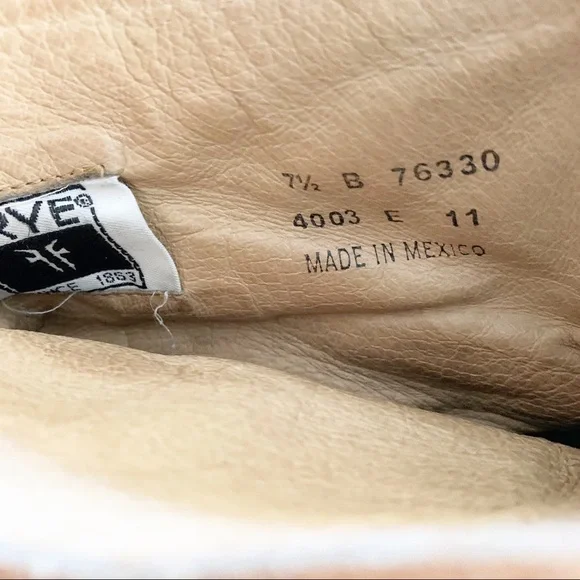 RYE®
1863
7½ B 76330
4003 E 11
MADE IN MEXICO